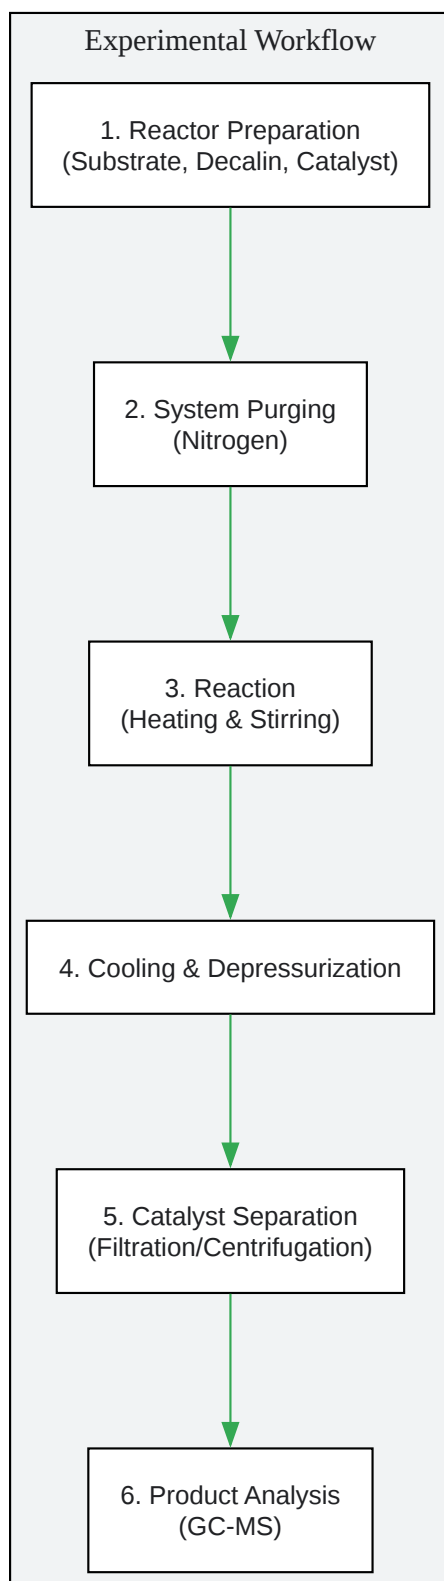 Experimental Workflow
1. Reactor Preparation
(Substrate, Decalin, Catalyst)
2. System Purging
(Nitrogen)
3. Reaction
(Heating & Stirring)
4. Cooling & Depressurization
5. Catalyst Separation
(Filtration/Centrifugation)
6. Product Analysis
(GC-MS)